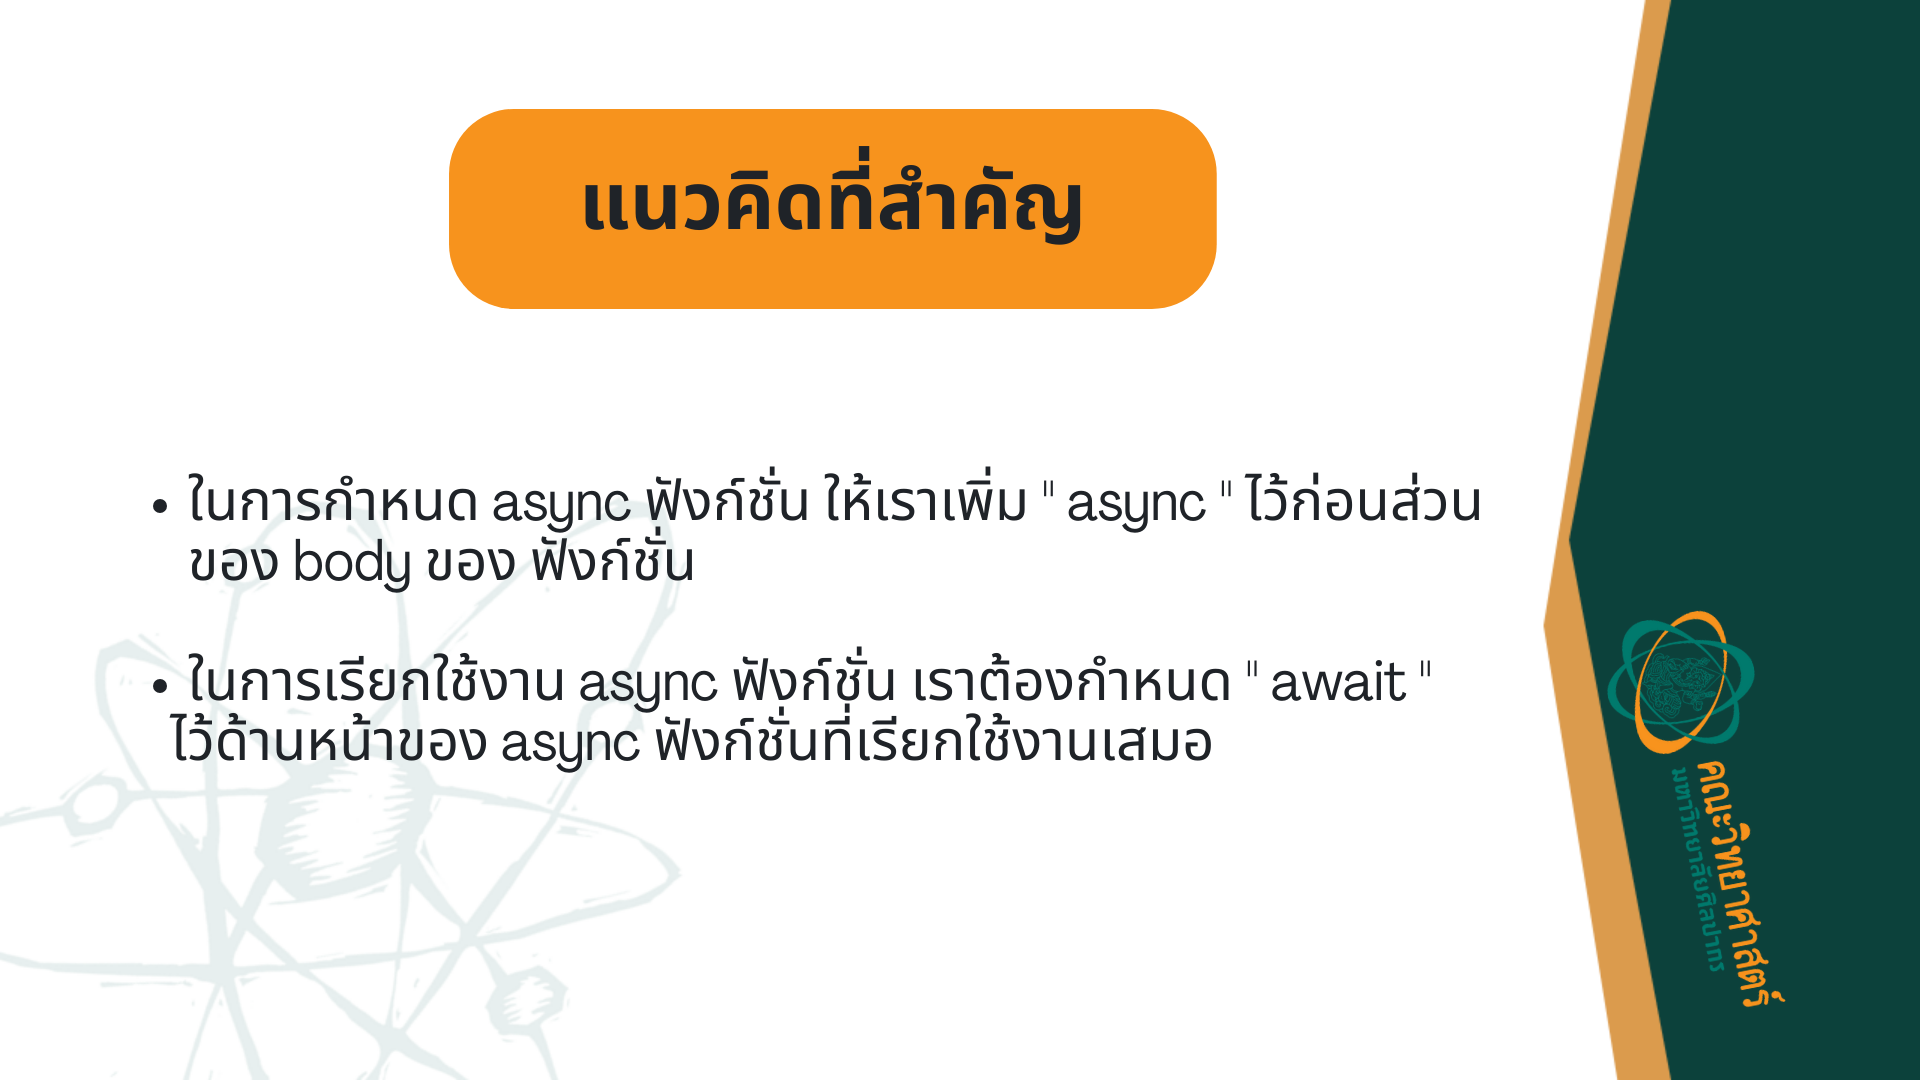 แนวคิดที่สำคัญ
• ในการกำหนด async ฟังก์ชั่น ให้เราเพิ่ม " async " ไว้ก่อนส่วน
ของ body ของ ฟังก์ชั่น
• ในการเรียกใช้งาน async ฟังก์ชั่น เราต้องกำหนด " await "
ไว้ด้านหน้าของ async ฟังก์ชั่นที่เรียกใช้งานเสมอ
คณะวิทยาศาสตร์
มหาวิทยาลัยศิลปากร